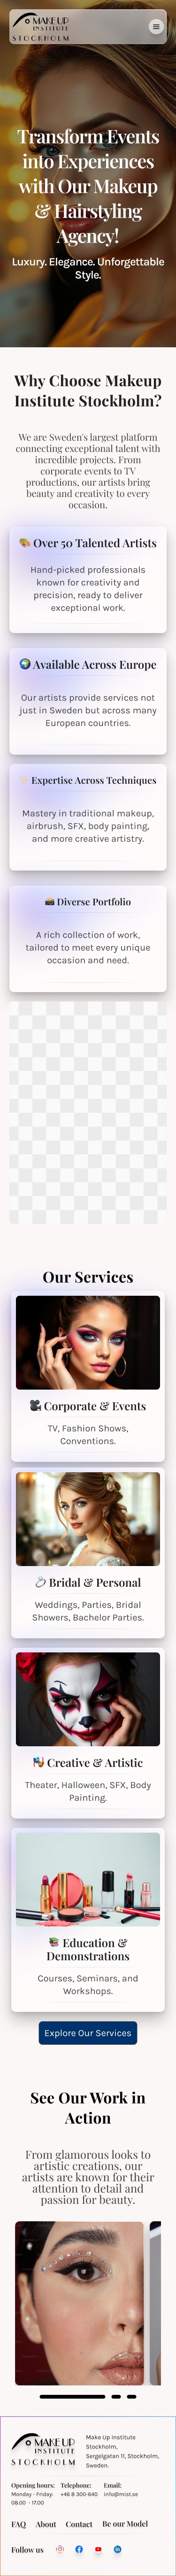 MAKEUP
INSTITUTE
STOCKHOLM
Transform Events
into Experiences
with Our Makeup
& Hairstyling
Agency!
Luxury. Elegance. Unforgettable
Style.
Why Choose Makeup
Institute Stockholm?
We are Sweden's largest platform
connecting exceptional talent with
incredible projects. From
corporate events to TV
productions, our artists bring
beauty and creativity to every
occasion.
🎨 Over 50 Talented Artists
Hand-picked professionals
known for creativity and
precision, ready to deliver
exceptional work.
🌍 Available Across Europe
Our artists provide services not
just in Sweden but across many
European countries.
✨ Expertise Across Techniques
Mastery in traditional makeup,
airbrush, SFX, body painting,
and more creative artistry.
📸 Diverse Portfolio
A rich collection of work,
tailored to meet every unique
occasion and need.
Our Services
🎥 Corporate & Events
TV, Fashion Shows,
Conventions.
💍 Bridal & Personal
Weddings, Parties, Bridal
Showers, Bachelor Parties.
🎭 Creative & Artistic
Theater, Halloween, SFX, Body
Painting.
📚 Education &
Demonstrations
Courses, Seminars, and
Workshops.
Explore Our Services
See Our Work in
Action
From glamorous looks to
artistic creations, our
artists are known for their
attention to detail and
passion for beauty.
MAKEUP
INSTITUTE
STOCKHOLM
Make Up Institute
Stockholm,
Sergelgatan 11, Stockholm,
Sweden.
Opening hours:
Monday - Friday:
08.00 - 17.00
Telephone:
+46 8 300-640
Email:
info@mist.se
FAQ About Contact Be our Model
Follow us